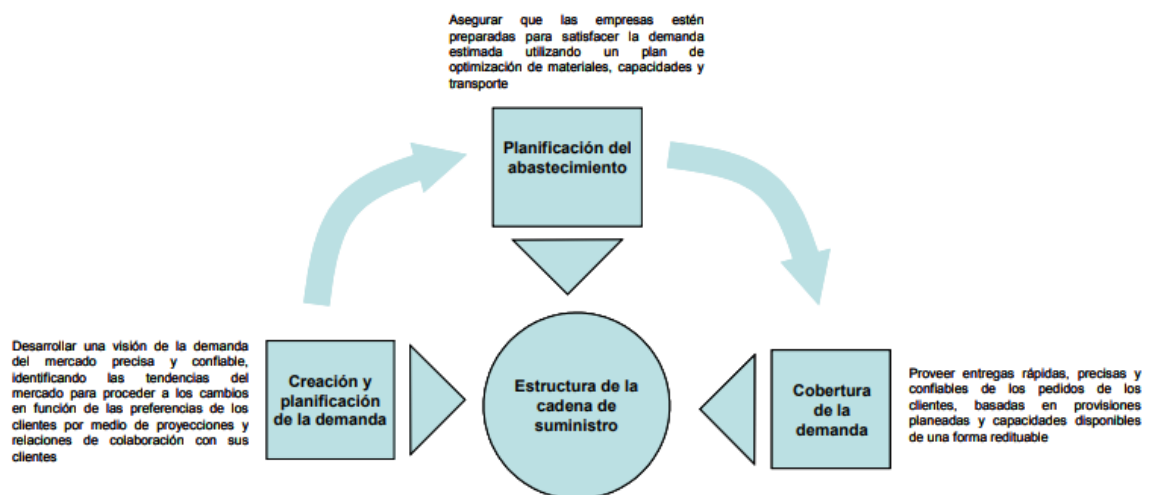 Asegurar que las empresas estén
preparadas para satisfacer la demanda
estimada utilizando un plan de
optimización de materiales, capacidades y
transporte
Planificación del
abastecimiento
Desarrollar una visión de la demanda
del mercado precisa y confiable,
identificando las tendencias del
mercado para proceder a los cambios
en función de las preferencias de los
clientes por medio de proyecciones y
relaciones de colaboración con sus
clientes
Creación y
planificación
de la demanda
Estructura de la
cadena de
suministro
Cobertura
de la
demanda
Proveer entregas rápidas, precisas y
confiables de los pedidos de los
clientes, basadas en provisiones
planeadas y capacidades disponibles
de una forma redituable